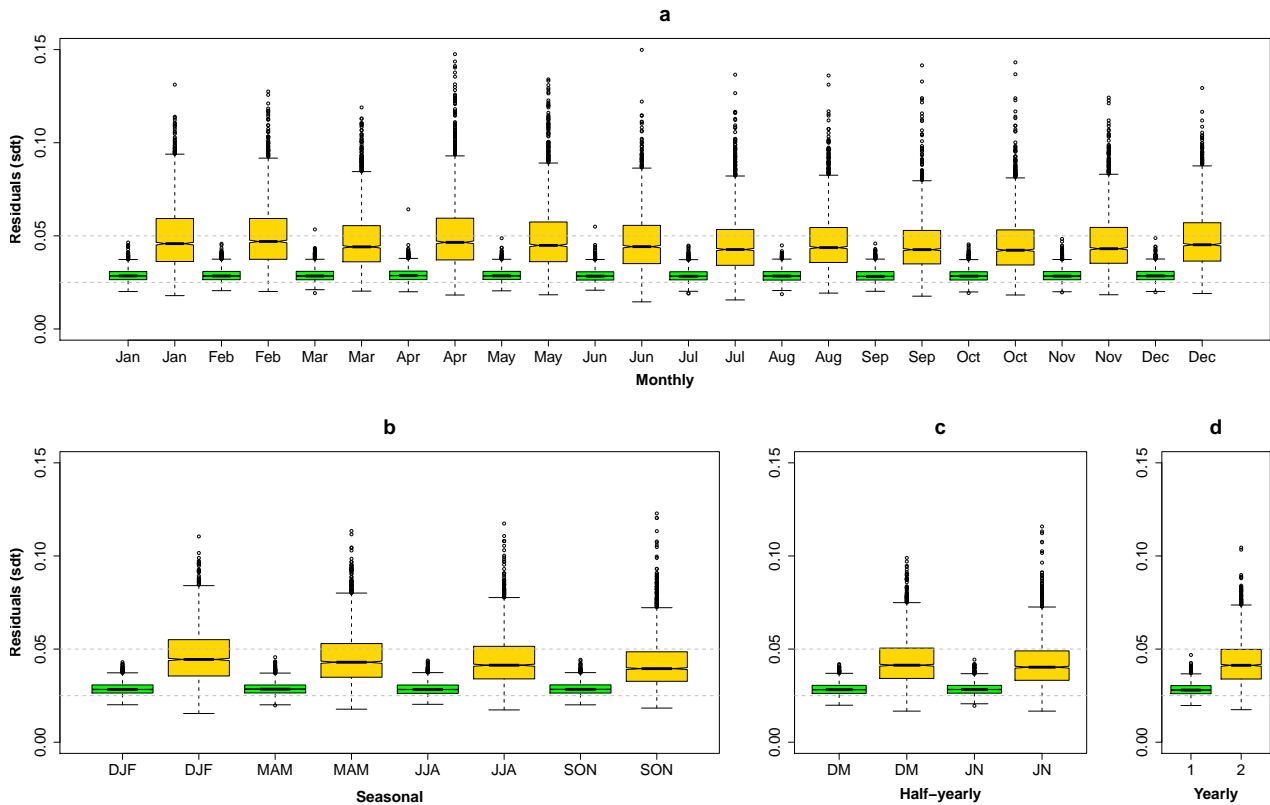 a
0.15
0.10
0.05
0.00
Residuals (sdt)
Jan Jan Feb Feb Mar Mar Apr Apr May May Jun Jun Jul Jul Aug Aug Sep Sep Oct Oct Nov Nov Dec Dec
Monthly
b
0.15
0.10
0.05
0.00
Residuals (sdt)
DJF DJF MAM MAM JJA JJA SON SON
Seasonal
c
0.15
0.10
0.05
0.00
DM DM JN JN
Half−yearly
d
0.15
0.10
0.05
0.00
1 2
Yearly